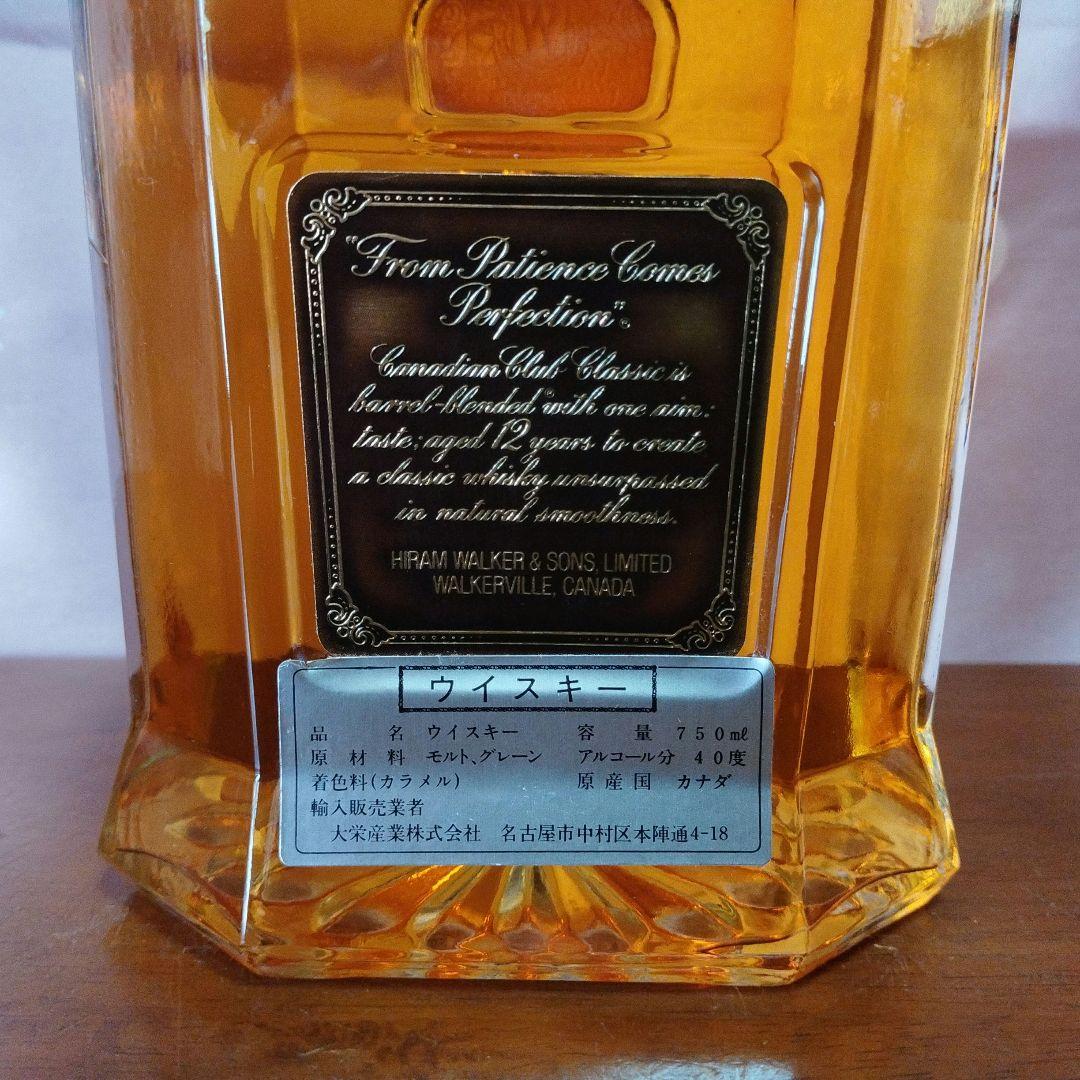 "From Patience Comes
Perfection"®
Canadian Club Classic is
barrel-blended with one aim:
taste; aged 12 years to create
a classic whisky unsurpassed
in natural smoothness.
HIRAM WALKER & SONS, LIMITED
WALKERVILLE, CANADA
ウイスキー
品名 ウイスキー 容量 750ml
原材料 モルト、グレーン アルコール分 40度
着色料(カラメル) 原産国 カナダ
輸入販売業者
大栄産業株式会社 名古屋市中村区本陣通4-18